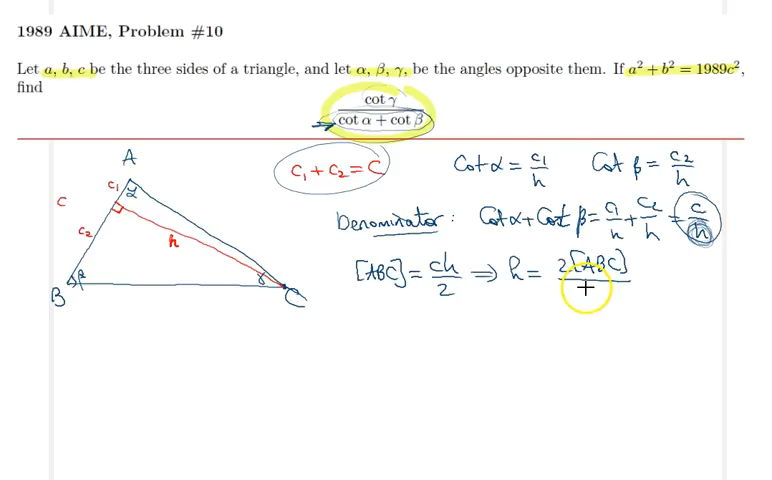 1989 AIME, Problem #10
Let a, b, c be the three sides of a triangle, and let α, β, γ, be the angles opposite them. If a² + b² = 1989c²,
find
cot γ
cot α + cot β
A
c₁ + c₂ = C
Cot α = c₁/h
Cot β = c₂/h
c₁
α
C
c₂
h
Denominator: Cot α + Cot β = c₁/h + c₂/h = c/h
[ABC] = ch/2 ⟹ h = 2[ABC]
β
γ
B
C